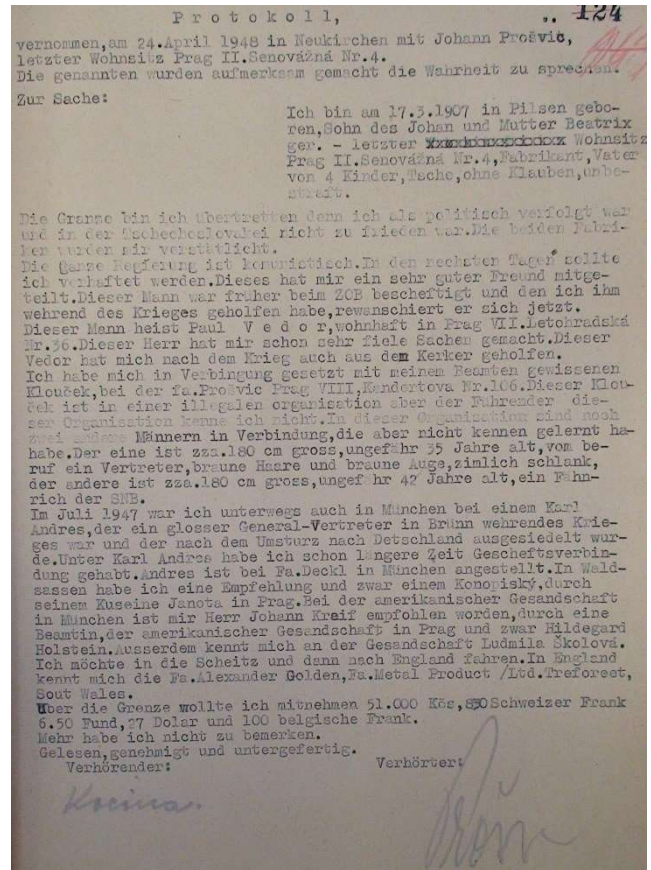 Protokoll,
.. 124
vernommen,am 24.April 1948 in Neukirchen mit Johann Prošvic,
letzter Wohnsitz Prag II.Senovážná Nr.4.
Die genannten wurden aufmerksam gemacht die Wahrheit zu sprechen.
Zur Sache:
Ich bin am 17.3.1907 in Pilsen gebo-
ren,Sohn des Johan und Mutter Beatrix
ger. - letzter Wohnsitz
Prag II.Senovážná Nr.4,Fabrikant,Vater
von 4 Kinder,Tsche,ohne Klauben,unbe-
straft.
Die Granze bin ich übertretten denn ich als politisch verfolgt war
und in der Tschechoslovakei nicht zu frieden war.Die beiden Fabri-
ken wurden mir verstatlicht.
Die ganze Regierung ist komunistisch.In den nechster Tagen sollte
ich verhaftet werden.Dieses hat mir ein sehr guter Freund mitge-
teilt.Dieser Mann war früher beim ZOB bescheftigt und den ich ihm
wehrend des Krieges geholfen habe,rewanschiert er sich jetzt.
Dieser Mann heist Paul Vedor,wohnhaft in Prag VII.Letohradská
Nr.36.Dieser Herr hat mir schon sehr fiele Sachen gemacht.Dieser
Vedor hat mich nach dem Krieg auch aus dem Kerker geholfen.
Ich habe mich in Verbingung gesetzt mit meinem Beamten gewissenen
Klouček,bei der fa.Prošvic Prag VIII,Kandertova Nr.106.Dieser Klou-
ček ist in einer illegalen organisation aber der Führender die-
ser Organisation kenne ich nicht.In dieser Organisation sind noch
zwei andere Männern in Verbindung,die aber nicht kennen gelernt ha-
habe.Der eine ist zza.180 cm gross,ungefähr 35 Jahre alt,vom be-
ruf ein Vertreter,braune Haare und braune Auge,zimlich schlank,
der andere ist zza.180 cm gross,ungefähr 42 Jahre alt,ein Fähn-
rich der SNB.
Im Juli 1947 war ich unterwegs auch in München bei einem Karl
Andres,der ein glosser General-Vertreter in Brünn wehrendes Krie-
ges war und der nach dem Umsturz nach Detschland ausgesiedelt wur-
de.Unter Karl Andres habe ich schon längere Zeit Gescheftsverbin-
dung gehabt.Andres ist bei Fa.Deckl in München angestellt.In Wald-
sassen habe ich eine Empfehlung und zwar einem Konopiský,durch
seinem Kuseine Janota in Prag.Bei der amerikanischer Gesandschaft
in München ist mir Herr Johann Kreif empfohlen worden,durch eine
Beamtin,der amerikanischer Gesandschaft in Prag und zwar Hildegard
Holstein.Ausserdem kennt mich an der Gesandschaft Ludmila Školová.
Ich möchte in die Scheitz und dann nach England fahren.In England
kennt mich die Fa.Alexander Golden,Fa.Metal Product /Ltd.Treforect,
Sout Wales.
Über die Grenze wollte ich mitnehmen 51.000 Kčs,850 Schweizer Frank
6.50 Fund,27 Dolar und 100 belgische Frank.
Mehr habe ich nicht zu bemerken.
Gelesen,genehmigt und untergefertig.
Verhörender: Verhörter: